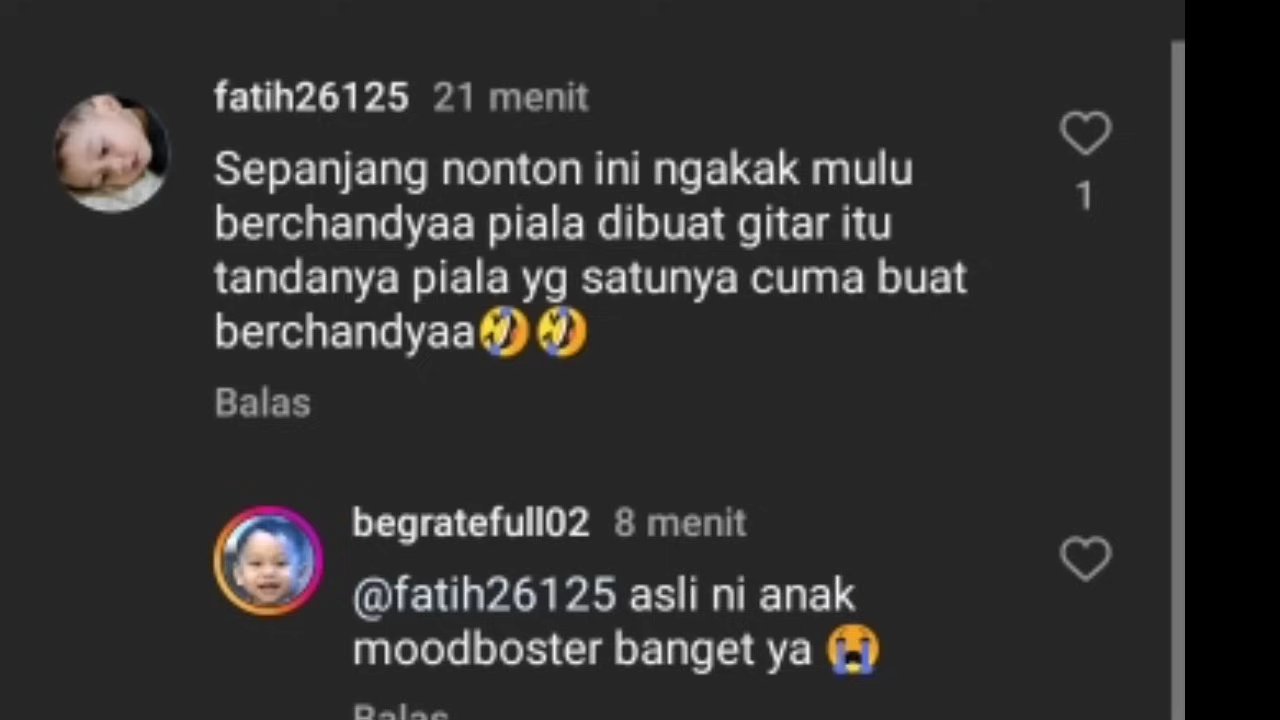 fatih26125 21 menit
Sepanjang nonton ini ngakak mulu
berchandyaa piala dibuat gitar itu
tandanya piala yg satunya cuma buat
berchandyaa🤣🤣
1
Balas
begratefull02 8 menit
@fatih26125 asli ni anak
moodboster banget ya 😭
Balas